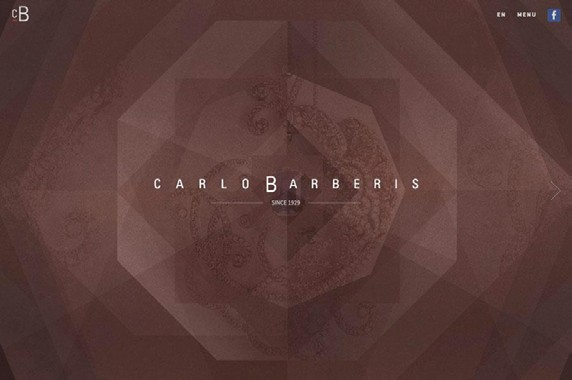 CB
EN MENU f
CARLO BARBERIS
SINCE 1929